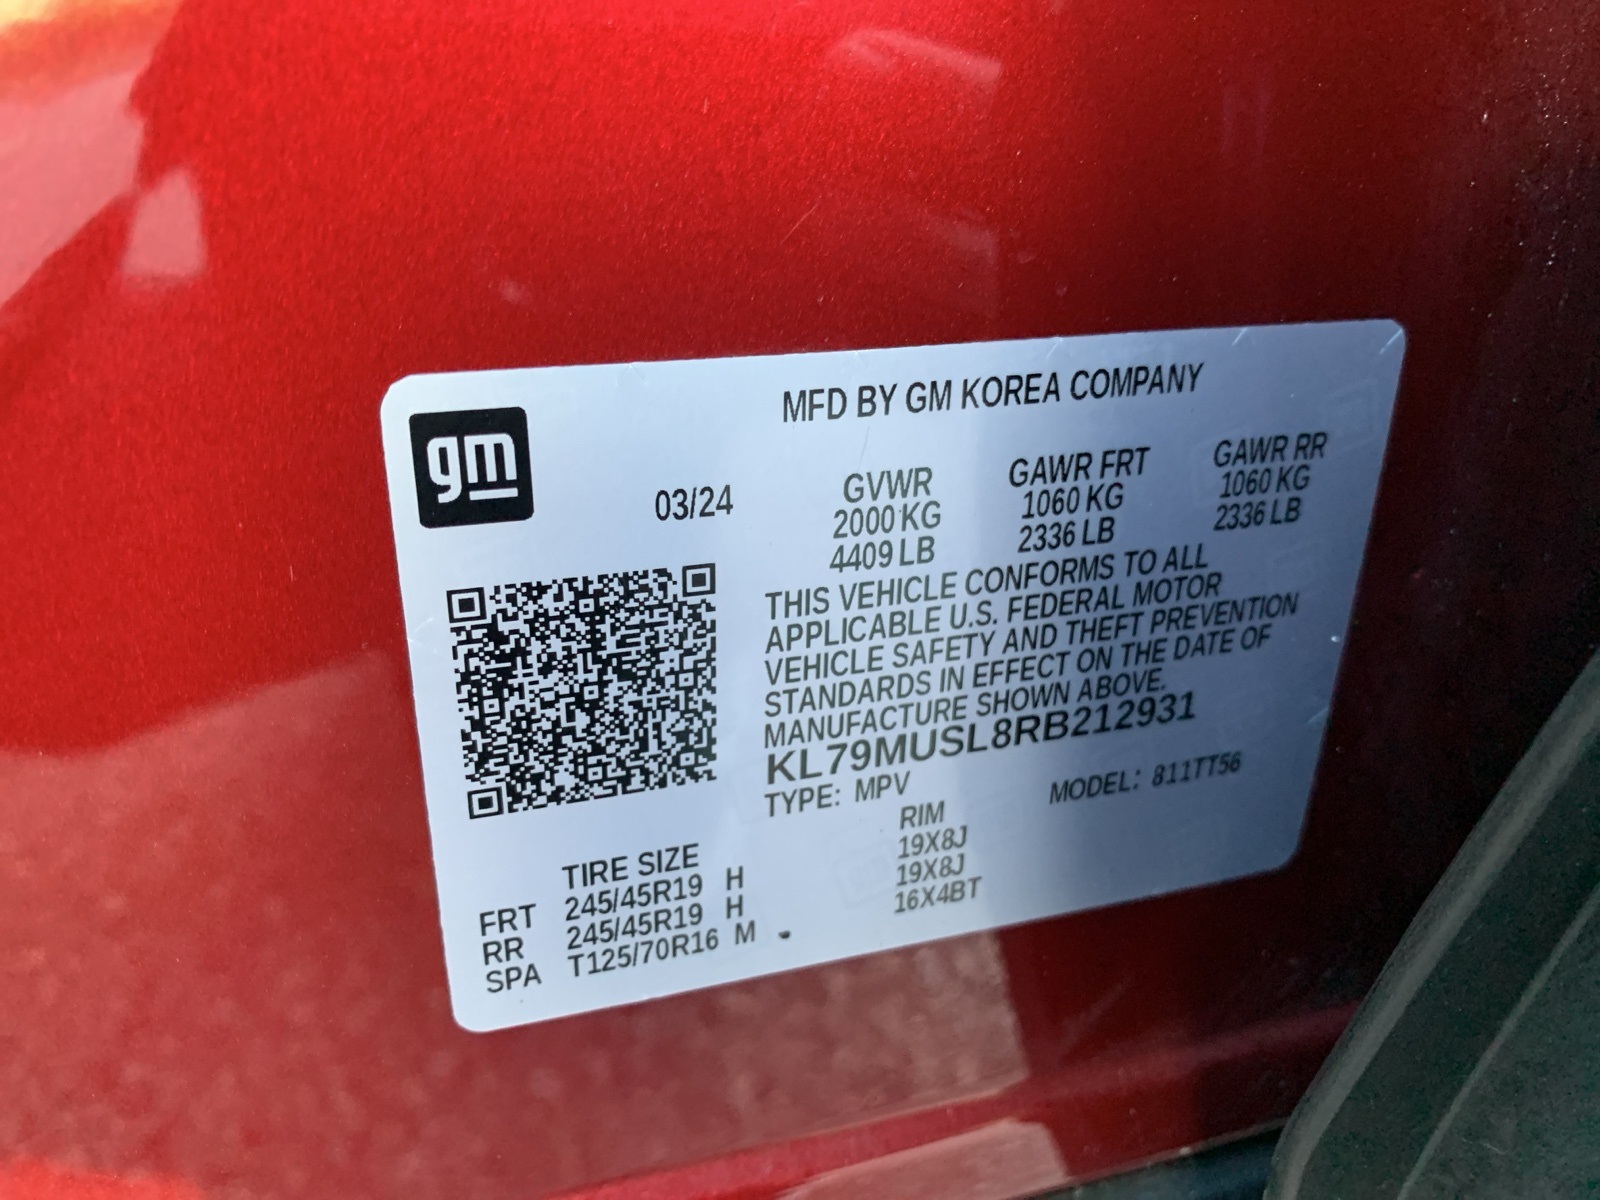 gm
MFD BY GM KOREA COMPANY
03/24
GVWR GAWR FRT GAWR RR
2000 KG 1060 KG 1060 KG
4409 LB 2336 LB 2336 LB
THIS VEHICLE CONFORMS TO ALL
APPLICABLE U.S. FEDERAL MOTOR
VEHICLE SAFETY AND THEFT PREVENTION
STANDARDS IN EFFECT ON THE DATE OF
MANUFACTURE SHOWN ABOVE.
KL79MUSL8RB212931
TYPE: MPV MODEL: 811TT56
TIRE SIZE RIM
FRT 245/45R19 H 19X8J
RR 245/45R19 H 19X8J
SPA T125/70R16 M 16X4BT